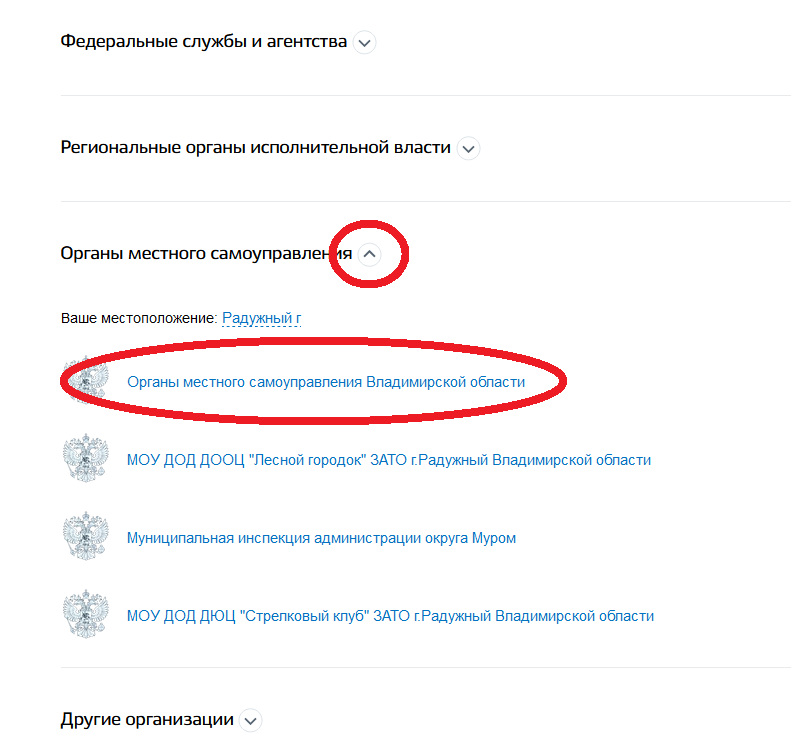 Федеральные службы и агентства
Региональные органы исполнительной власти
Органы местного самоуправления
Ваше местоположение: Радужный г
Органы местного самоуправления Владимирской области
МОУ ДОД ДООЦ "Лесной городок" ЗАТО г.Радужный Владимирской области
Муниципальная инспекция администрации округа Муром
МОУ ДОД ДЮЦ "Стрелковый клуб" ЗАТО г.Радужный Владимирской области
Другие организации